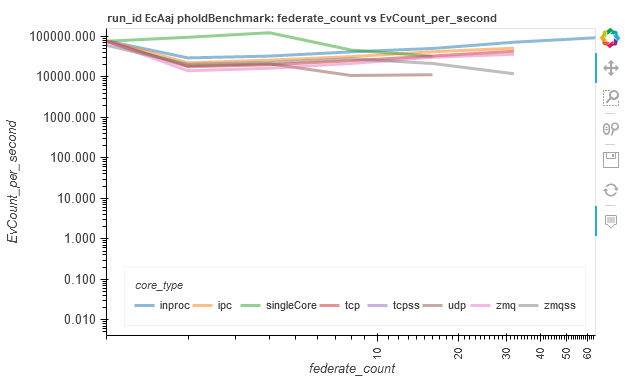 run_id EcAaj pholdBenchmark: federate_count vs EvCount_per_second
EvCount_per_second
100000.000
10000.000
1000.000
100.000
10.000
1.000
0.100
0.010
core_type
inproc ipc singleCore tcp tcpss udp zmq zmqss
10 20 30 40 50 60
federate_count